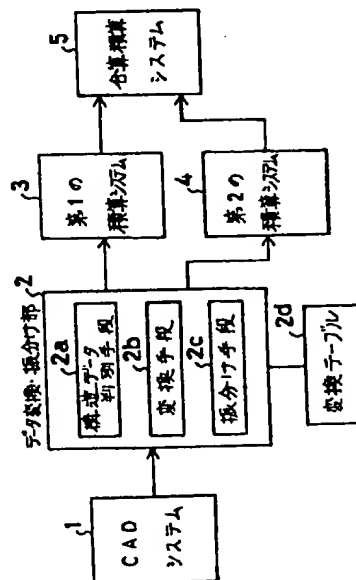 1
CAD
システム
データ変換・振分け部
2
2a
構造データ
判別手段
2b
変換手段
2c
振分け手段
2d
変換テーブル
3
第1の
積算システム
4
第2の
積算システム
5
合算積算
システム